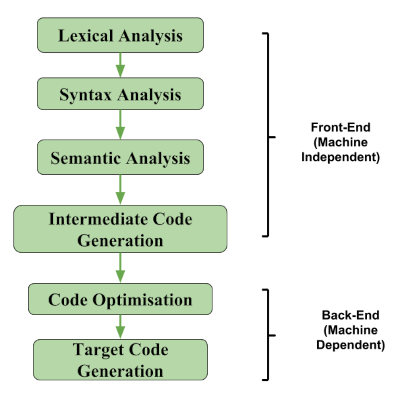 Lexical Analysis
Syntax Analysis
Semantic Analysis
Intermediate Code
Generation
Front-End
(Machine
Independent)
Code Optimisation
Target Code
Generation
Back-End
(Machine
Dependent)